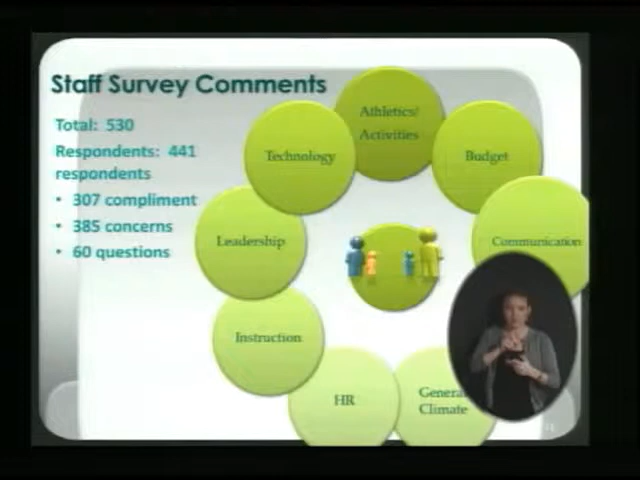 Staff Survey Comments
Total: 530
Respondents: 441
respondents
• 307 compliment
• 385 concerns
• 60 questions
Athletics/
Activities
Technology
Budget
Leadership
Communication
Instruction
HR
General
Climate